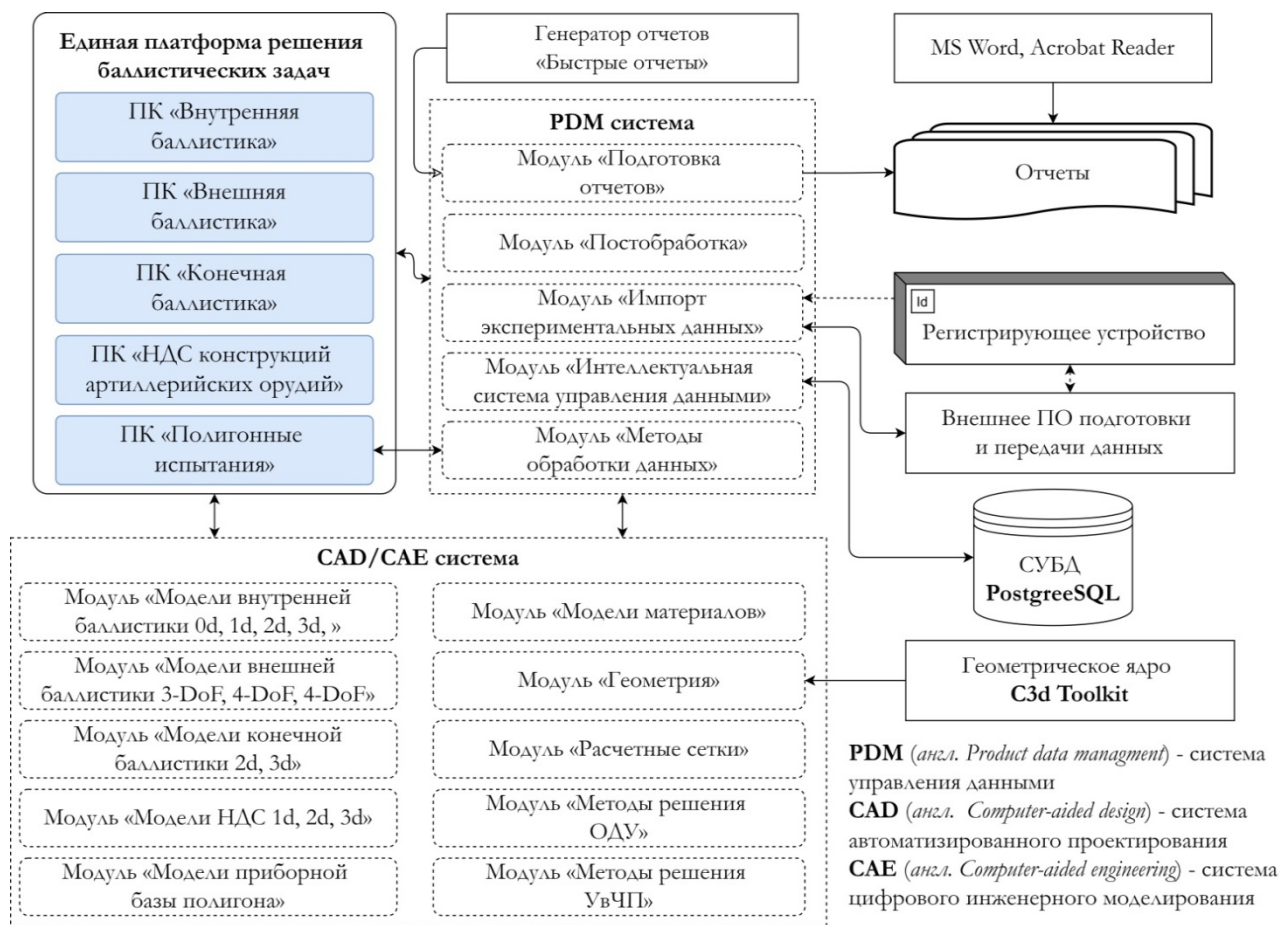 Единая платформа решения
баллистических задач
ПК «Внутренняя
баллистика»
ПК «Внешняя
баллистика»
ПК «Конечная
баллистика»
ПК «НДС конструкций
артиллерийских орудий»
ПК «Полигонные
испытания»
Генератор отчетов
«Быстрые отчеты»
PDM система
Модуль «Подготовка
отчетов»
Модуль «Постобработка»
Модуль «Импорт
экспериментальных данных»
Модуль «Интеллектуальная
система управления данными»
Модуль «Методы
обработки данных»
MS Word, Acrobat Reader
Отчеты
Id
Регистрирующее устройство
Внешнее ПО подготовки
и передачи данных
СУБД
PostgreeSQL
CAD/CAE система
Модуль «Модели внутренней
баллистики 0d, 1d, 2d, 3d, »
Модуль «Модели внешней
баллистики 3-DoF, 4-DoF, 4-DoF»
Модуль «Модели конечной
баллистики 2d, 3d»
Модуль «Модели НДС 1d, 2d, 3d»
Модуль «Модели приборной
базы полигона»
Модуль «Модели материалов»
Модуль «Геометрия»
Модуль «Расчетные сетки»
Модуль «Методы решения
ОДУ»
Модуль «Методы решения
УвЧП»
Геометрическое ядро
C3d Toolkit
PDM (англ. Product data managment) - система
управления данными
CAD (англ. Computer-aided design) - система
автоматизированного проектирования
CAE (англ. Computer-aided engineering) - система
цифрового инженерного моделирования